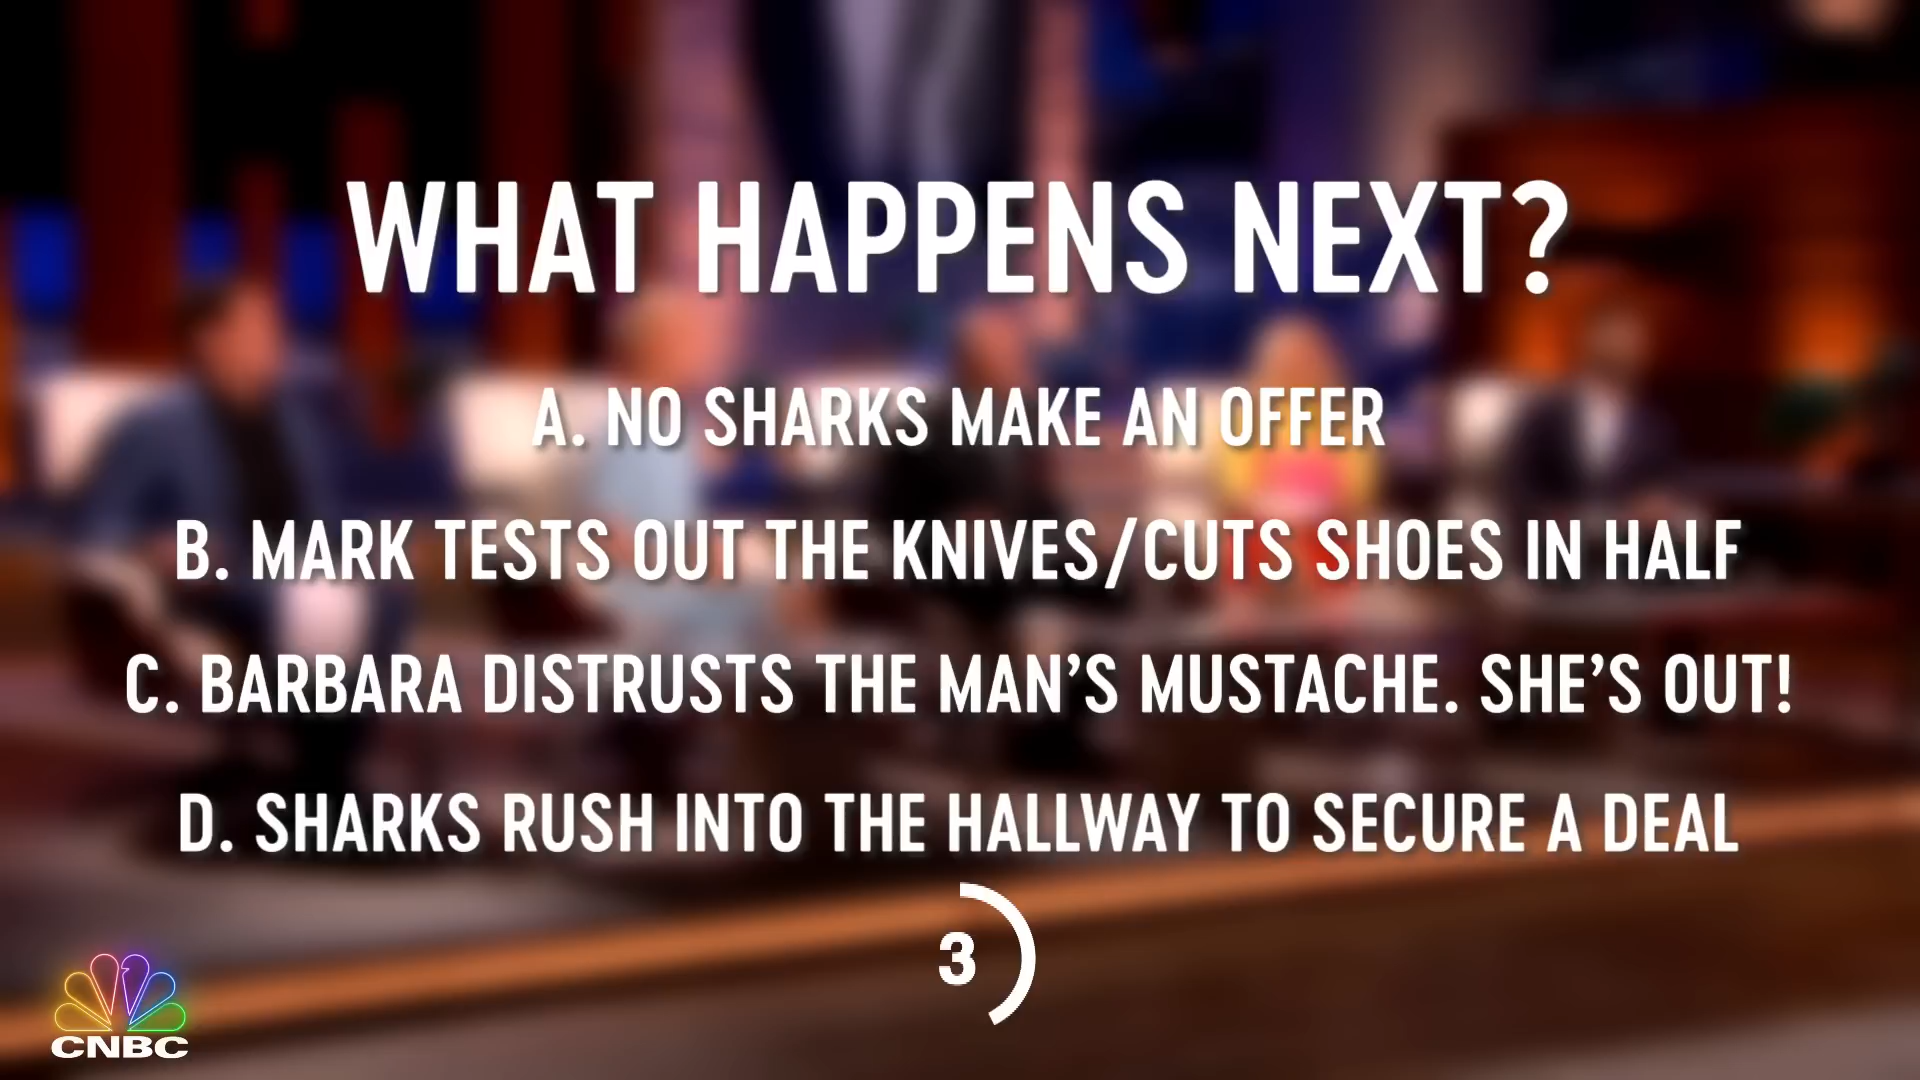 WHAT HAPPENS NEXT?
A. NO SHARKS MAKE AN OFFER
B. MARK TESTS OUT THE KNIVES/CUTS SHOES IN HALF
C. BARBARA DISTRUSTS THE MAN’S MUSTACHE. SHE’S OUT!
D. SHARKS RUSH INTO THE HALLWAY TO SECURE A DEAL
3
CNBC